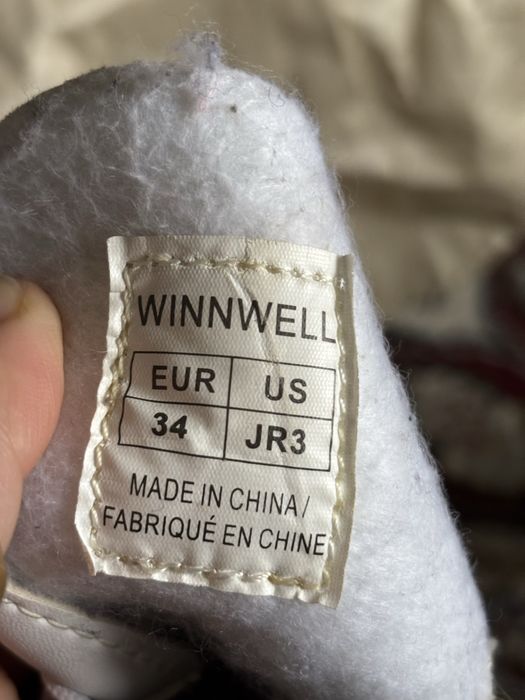 WINNWELL
EUR US
34 JR3
MADE IN CHINA/
FABRIQUÉ EN CHINE